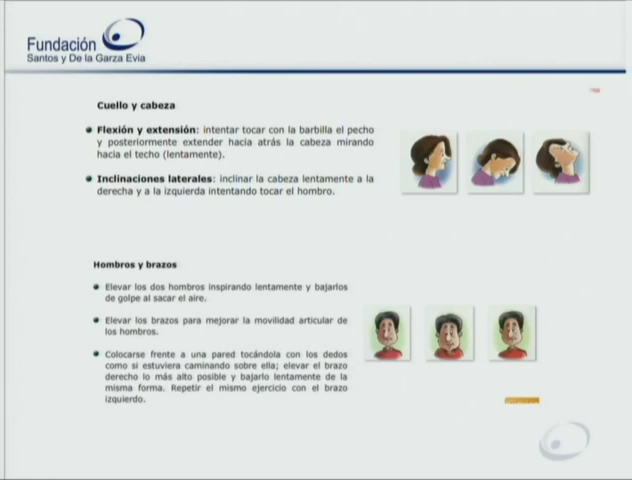 Fundación
Santos y De la Garza Evia
Cuello y cabeza
Flexión y extensión: intentar tocar con la barbilla el pecho
y posteriormente extender hacia atrás la cabeza mirando
hacia el techo (lentamente).
Inclinaciones laterales: inclinar la cabeza lentamente a la
derecha y a la izquierda intentando tocar el hombro.
Hombros y brazos
Elevar los dos hombros inspirando lentamente y bajarlos
de golpe al sacar el aire.
Elevar los brazos para mejorar la movilidad articular de
los hombros.
Colocarse frente a una pared tocándola con los dedos
como si estuviera caminando sobre ella; elevar el brazo
derecho lo más alto posible y bajarlo lentamente de la
misma forma. Repetir el mismo ejercicio con el brazo
izquierdo.